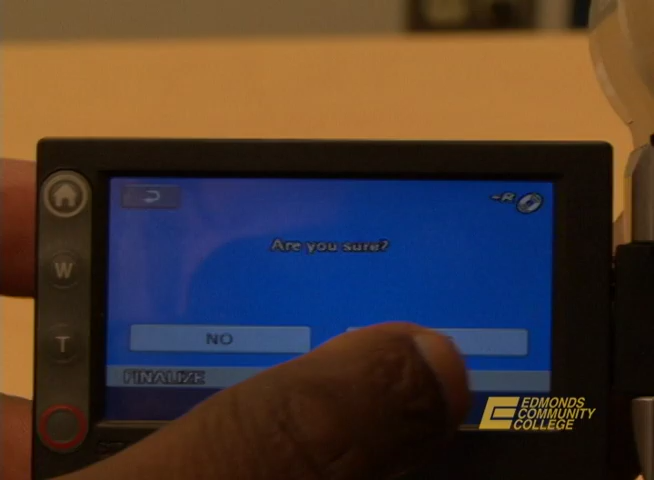 -R
Are you sure?
W
NO
T
FINALIZE
EDMONDS
COMMUNITY
COLLEGE